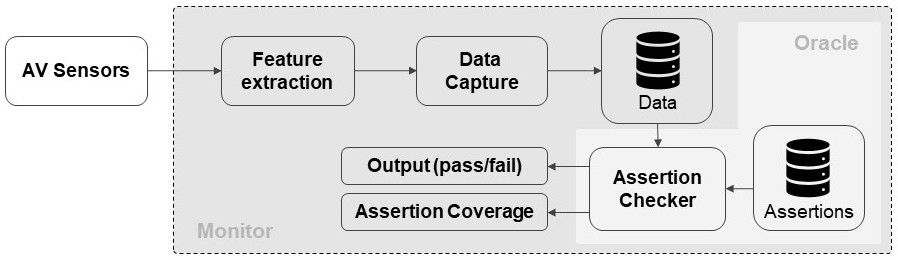 AV Sensors
Feature
extraction
Data
Capture
Data
Oracle
Output (pass/fail)
Assertion Coverage
Assertion
Checker
Assertions
Monitor